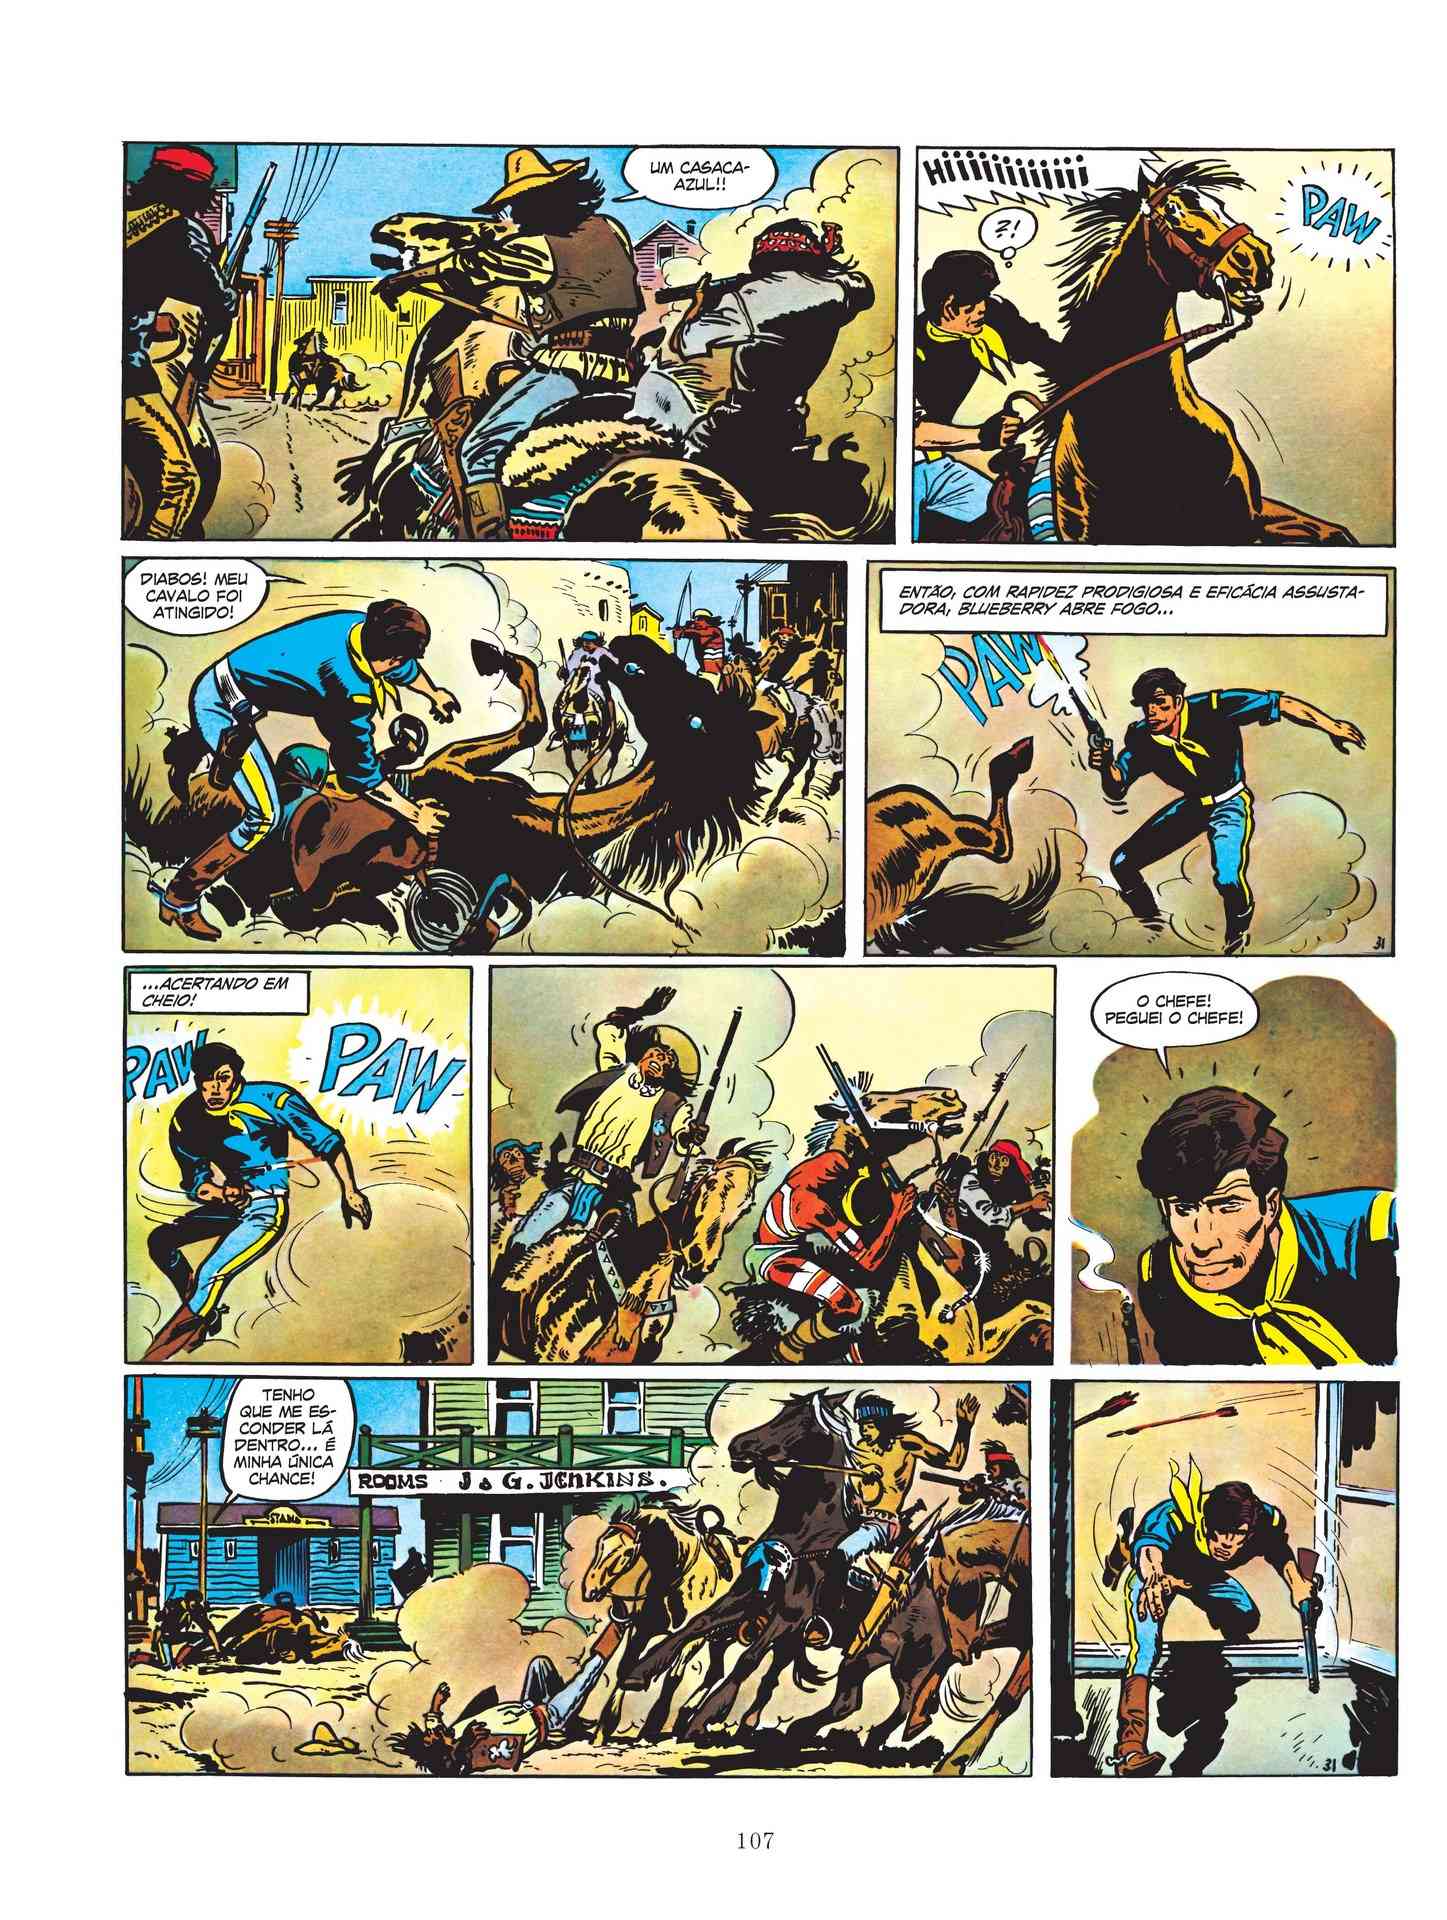 UM CASACA-
AZUL!!
HIIIIIIIIIIII
?!
PAW
DIABOS! MEU
CAVALO FOI
ATINGIDO!
ENTÃO, COM RAPIDEZ PRODIGIOSA E EFICÁCIA ASSUSTA-
DORA, BLUEBERRY ABRE FOGO...
PAW
31
...ACERTANDO EM
CHEIO!
PAW
PAW
O CHEFE!
PEGUEI O CHEFE!
TENHO
QUE ME ES-
CONDER LÁ
DENTRO... É
MINHA ÚNICA
CHANCE!
ROOMS J & G. JENKINS.
31
107